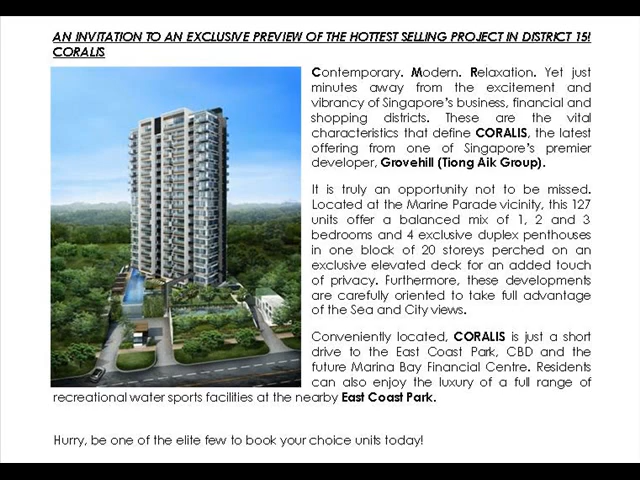 AN INVITATION TO AN EXCLUSIVE PREVIEW OF THE HOTTEST SELLING PROJECT IN DISTRICT 15!
CORALIS
Contemporary. Modern. Relaxation. Yet just
minutes away from the excitement and
vibrancy of Singapore's business, financial and
shopping districts. These are the vital
characteristics that define CORALIS, the latest
offering from one of Singapore's premier
developer, Grovehill (Tiong Aik Group).
It is truly an opportunity not to be missed.
Located at the Marine Parade vicinity, this 127
units offer a balanced mix of 1, 2 and 3
bedrooms and 4 exclusive duplex penthouses
in one block of 20 storeys perched on an
exclusive elevated deck for an added touch
of privacy. Furthermore, these developments
are carefully oriented to take full advantage
of the Sea and City views.
Conveniently located, CORALIS is just a short
drive to the East Coast Park, CBD and the
future Marina Bay Financial Centre. Residents
can also enjoy the luxury of a full range of
recreational water sports facilities at the nearby East Coast Park.
Hurry, be one of the elite few to book your choice units today!